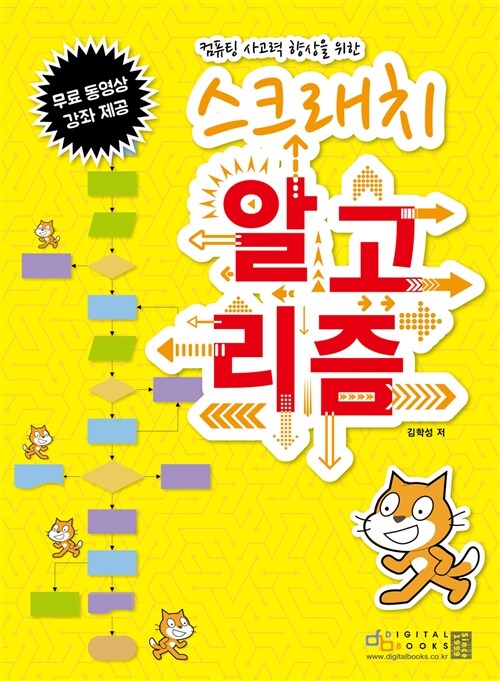 컴퓨팅 사고력 향상을 위한
무료 동영상
강좌 제공
스크래치
알고
리즘
김학성 저
DIGITAL
BOOKS
Since
1999
www.digitalbooks.co.kr